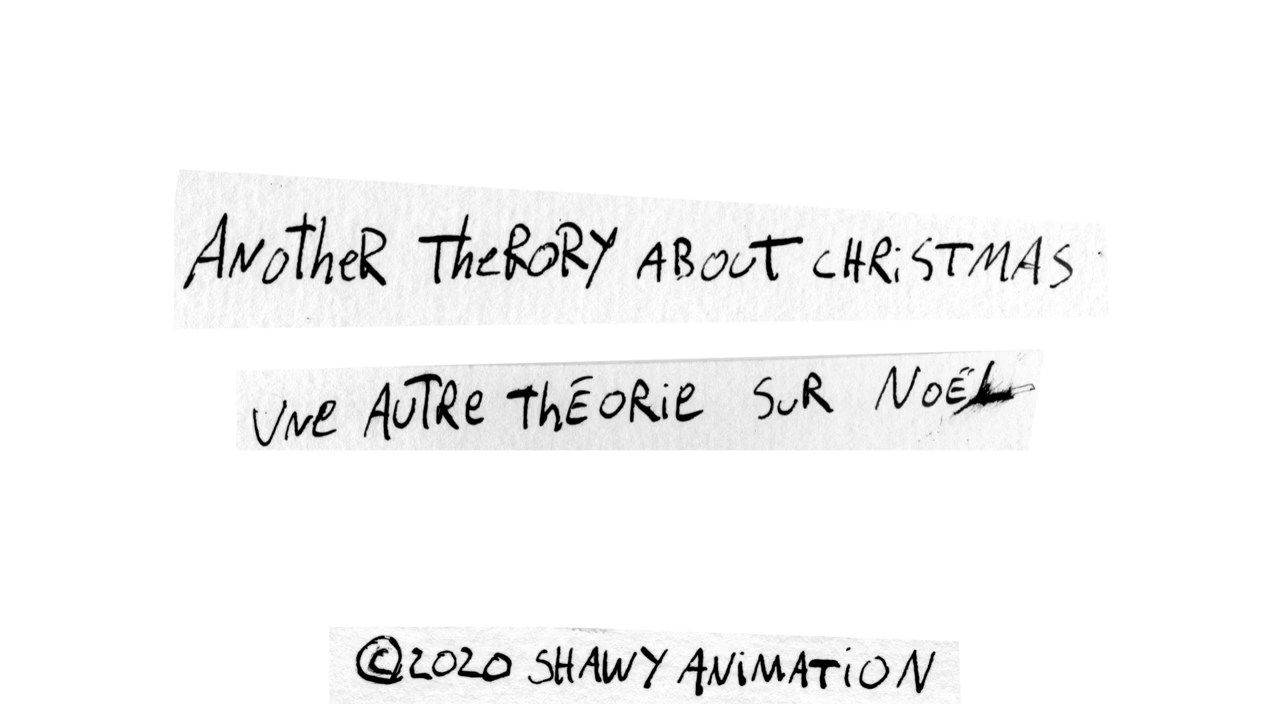 ANotheR TheRORY ABOUT CHRiSTMAS
UNe AUTRe ThÉORiE SuR NOËL
©2020 SHAWY ANiMATiON